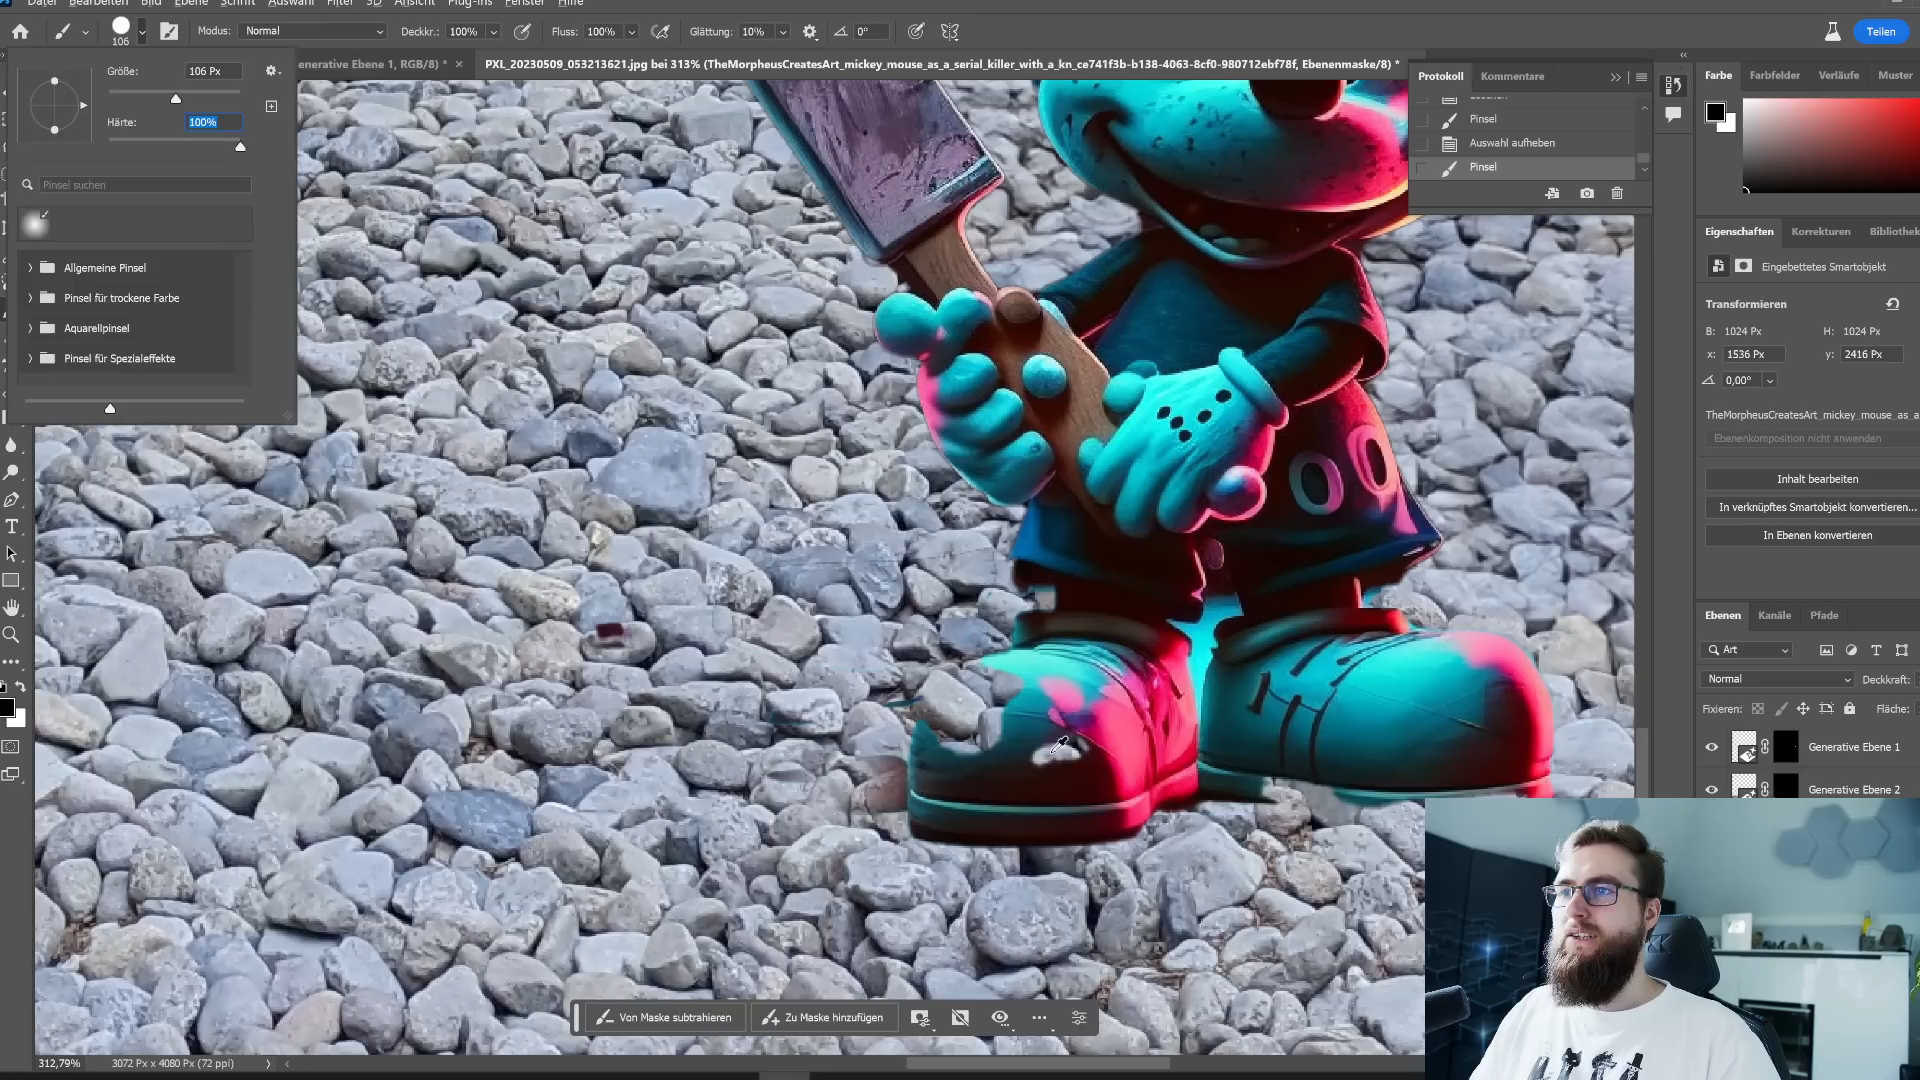 Datei Bearbeiten Bild Ebene Schrift Auswahl Filter 3D Ansicht Plug-ins Fenster Hilfe
106 Modus: Normal Deckkr.: 100% Fluss: 100% Glättung: 10% 0° Teilen
enerative Ebene 1, RGB/8) * × PXL_20230509_053213621.jpg bei 313% (TheMorpheusCreatesArt_mickey_mouse_as_a_serial_killer_with_a_kn_ce741f3b-b138-4063-8cf0-980712ebf78f, Ebenenmaske/8) *
Größe: 106 Px
Härte: 100%
Pinsel suchen
Allgemeine Pinsel
Pinsel für trockene Farbe
Aquarellpinsel
Pinsel für Spezialeffekte
Protokoll Kommentare
Pinsel
Auswahl aufheben
Pinsel
Farbe Farbfelder Verläufe Muster
Eigenschaften Korrekturen Bibliothek
Eingebettetes Smartobjekt
Transformieren
B: 1024 Px H: 1024 Px
x: 1536 Px y: 2416 Px
0,00°
TheMorpheusCreatesArt_mickey_mouse_as_a
Ebenenkomposition nicht anwenden
Inhalt bearbeiten
In verknüpftes Smartobjekt konvertieren...
In Ebenen konvertieren
Ebenen Kanäle Pfade
Art
Normal Deckkraft:
Fixieren: Fläche:
Generative Ebene 1
Generative Ebene 2
Von Maske subtrahieren Zu Maske hinzufügen
312,79% 3072 Px x 4080 Px (72 ppi)